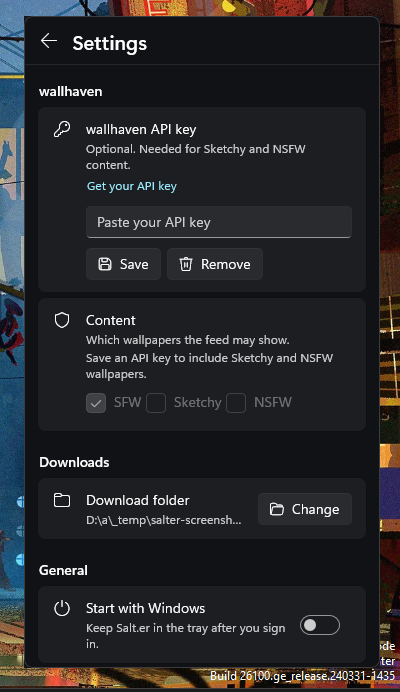 Settings
wallhaven
wallhaven API key
Optional. Needed for Sketchy and NSFW
content.
Get your API key
Paste your API key
Save
Remove
Content
Which wallpapers the feed may show.
Save an API key to include Sketchy and NSFW
wallpapers.
SFW
Sketchy
NSFW
Downloads
Download folder
D:\a\_temp\salter-screensh...
Change
General
Start with Windows
Keep Salt.er in the tray after you sign
in.
Build 26100.ge_release.240331-1435